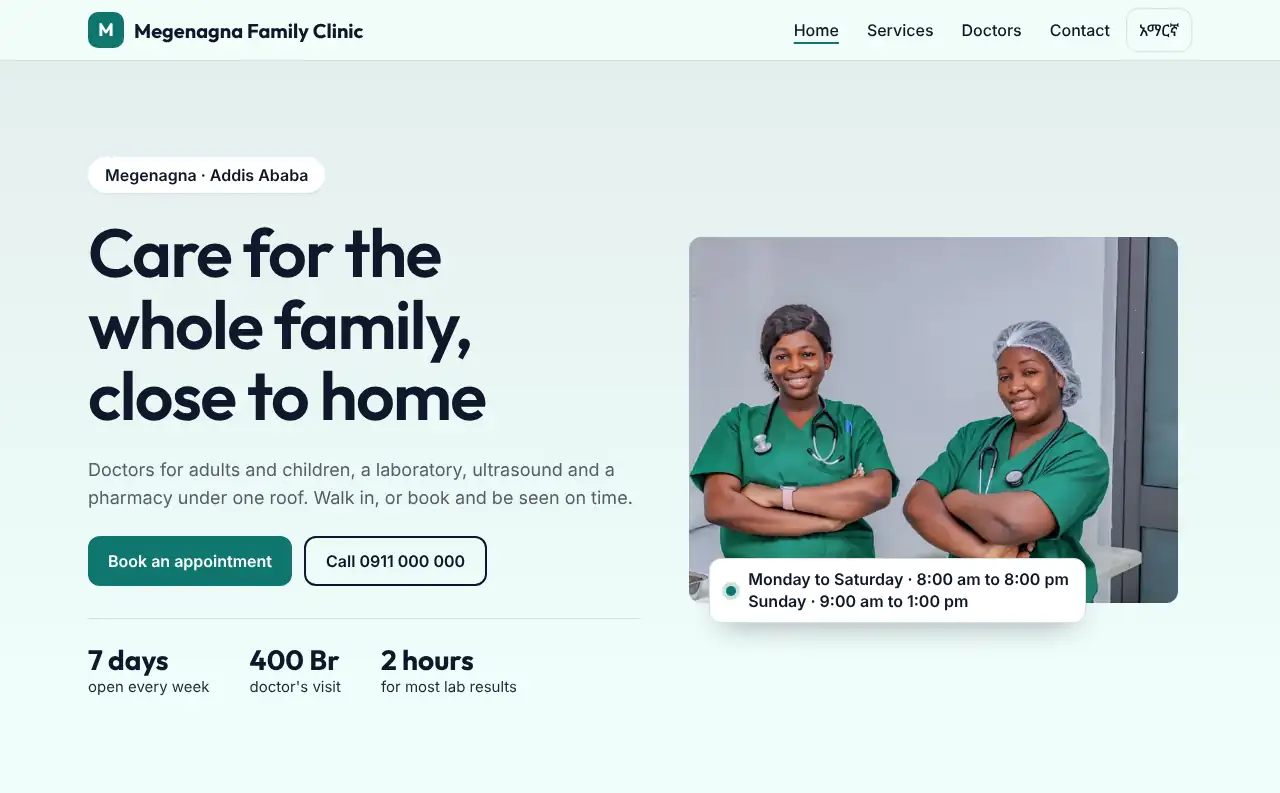 M
Megenagna Family Clinic
Home
Services
Doctors
Contact
አማርኛ
Megenagna · Addis Ababa
Care for the
whole family,
close to home
Doctors for adults and children, a laboratory, ultrasound and a
pharmacy under one roof. Walk in, or book and be seen on time.
Book an appointment
Call 0911 000 000
Monday to Saturday · 8:00 am to 8:00 pm
Sunday · 9:00 am to 1:00 pm
7 days
open every week
400 Br
doctor's visit
2 hours
for most lab results